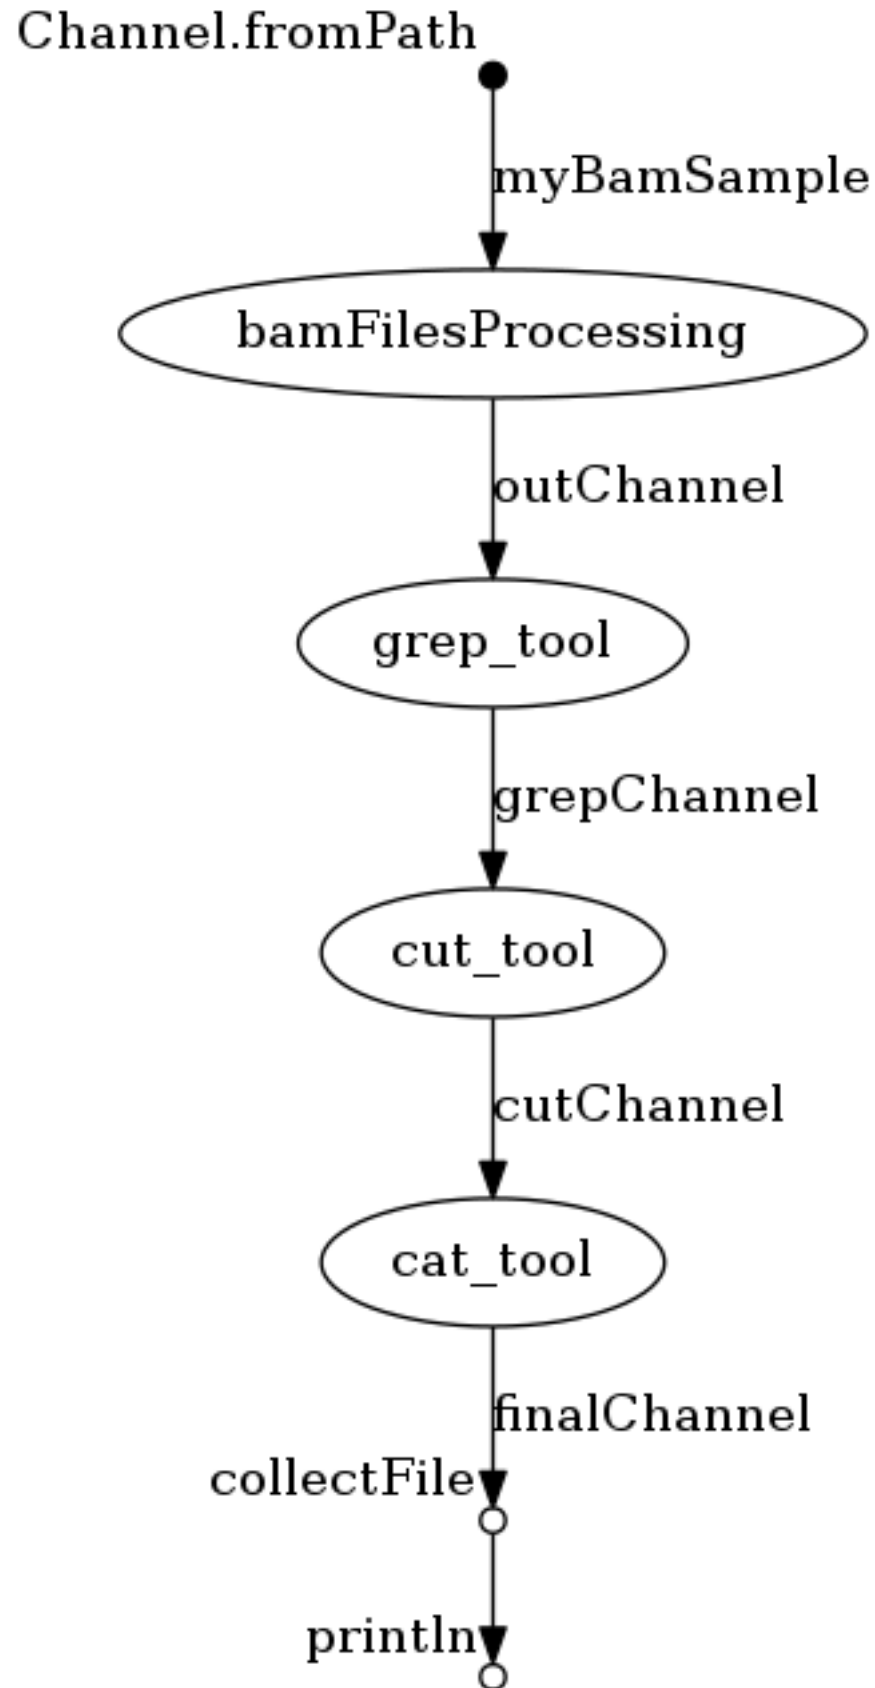 Channel.fromPath
myBamSample
bamFilesProcessing
outChannel
grep_tool
grepChannel
cut_tool
cutChannel
cat_tool
finalChannel
collectFile
println